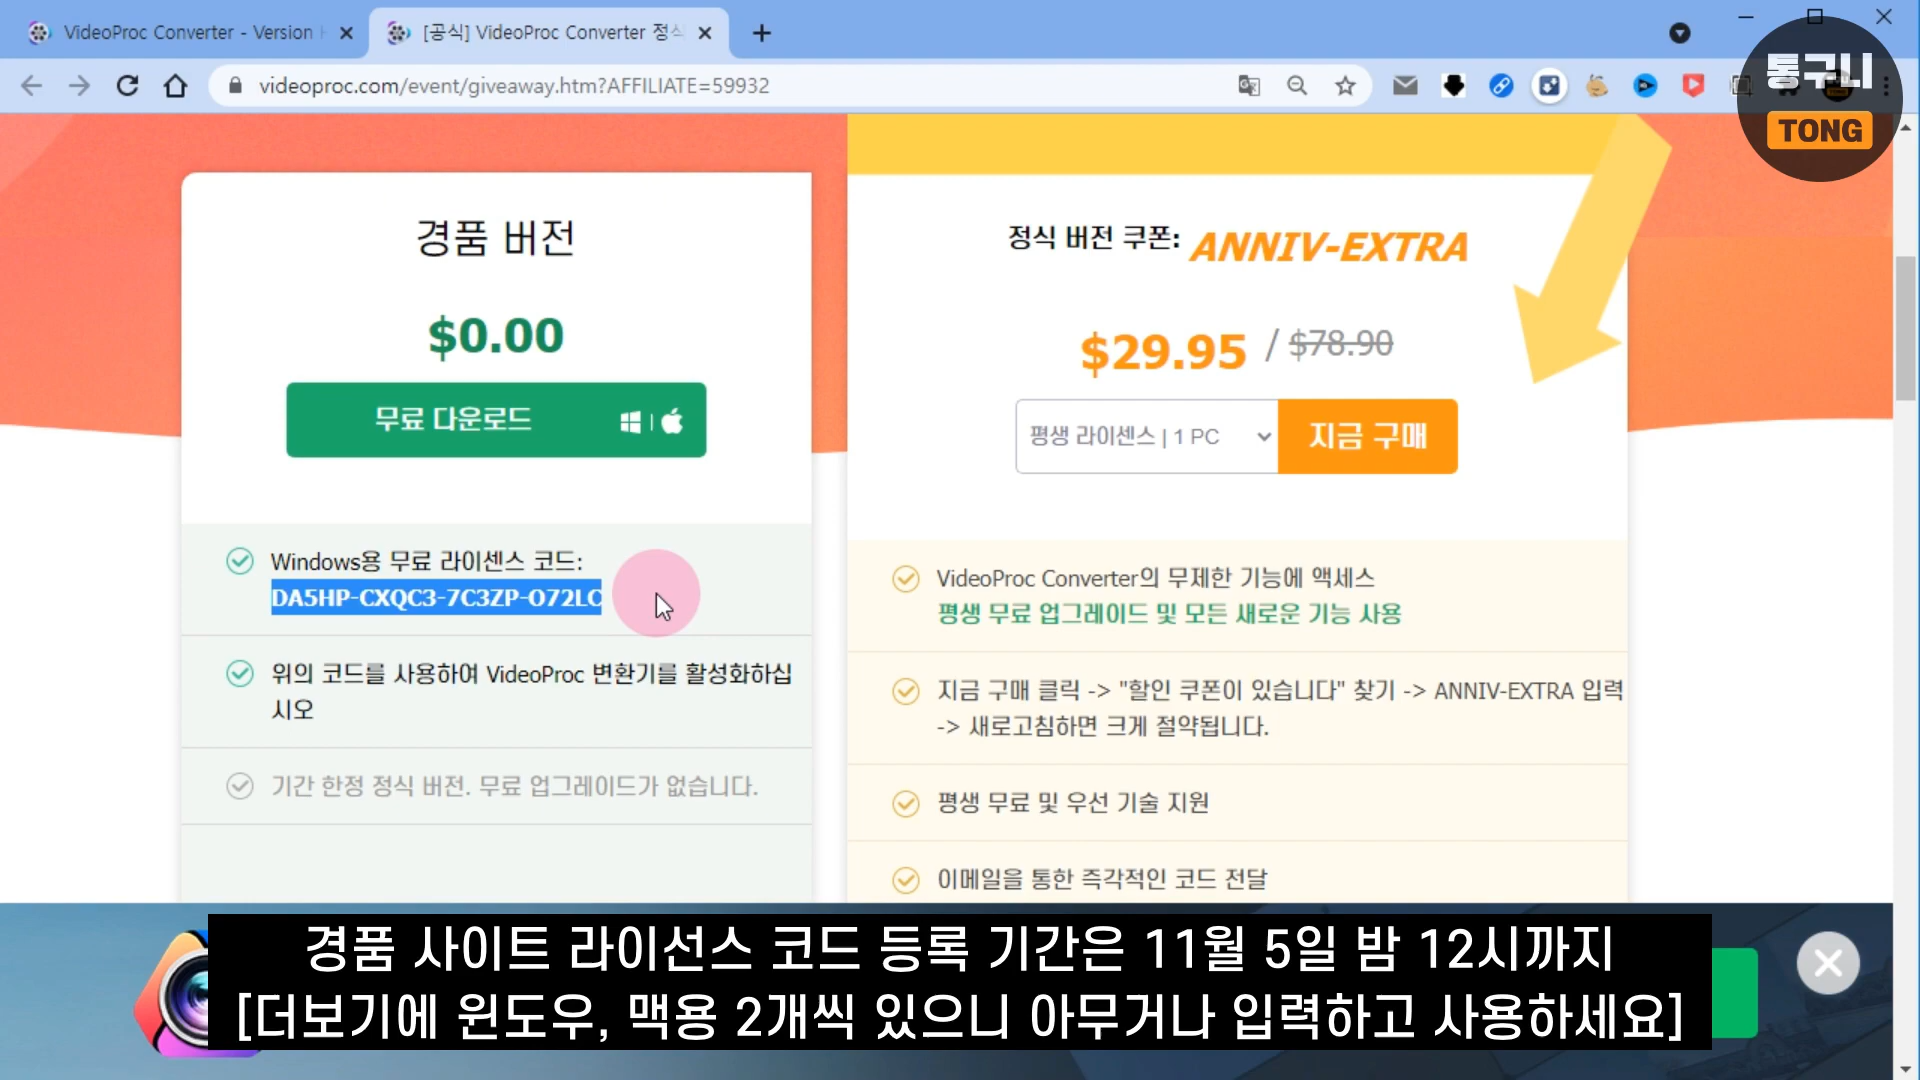 VideoProc Converter - Version
[공식] VideoProc Converter 정식
videoproc.com/event/giveaway.htm?AFFILIATE=59932
통구니
TONG
경품 버전
$0.00
무료 다운로드
Windows용 무료 라이센스 코드:
DA5HP-CXQC3-7C3ZP-O72LC
위의 코드를 사용하여 VideoProc 변환기를 활성화하십
시오
기간 한정 정식 버전. 무료 업그레이드가 없습니다.
정식 버전 쿠폰: ANNIV-EXTRA
$29.95 / $78.90
평생 라이센스 | 1 PC
지금 구매
VideoProc Converter의 무제한 기능에 액세스
평생 무료 업그레이드 및 모든 새로운 기능 사용
지금 구매 클릭 -> "할인 쿠폰이 있습니다" 찾기 -> ANNIV-EXTRA 입력
-> 새로고침하면 크게 절약됩니다.
평생 무료 및 우선 기술 지원
이메일을 통한 즉각적인 코드 전달
경품 사이트 라이선스 코드 등록 기간은 11월 5일 밤 12시까지
[더보기에 윈도우, 맥용 2개씩 있으니 아무거나 입력하고 사용하세요]